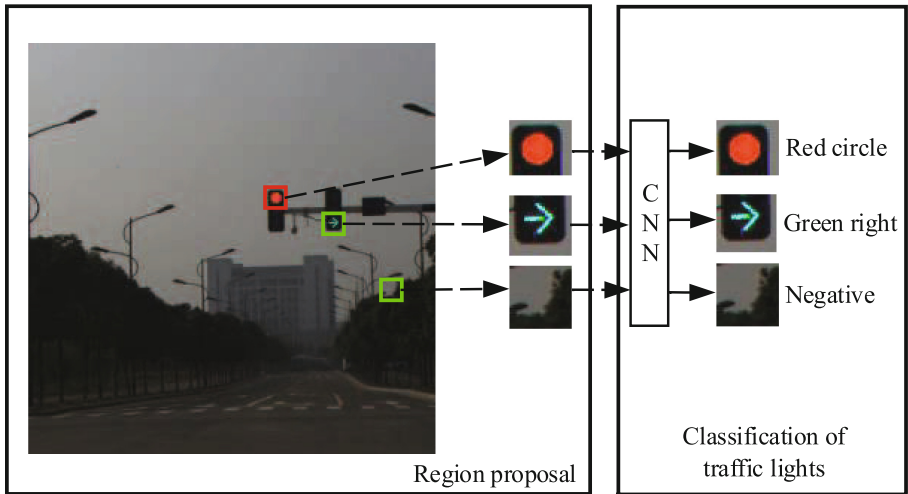 C
N
N
Red circle
Green right
Negative
Region proposal
Classification of
traffic lights